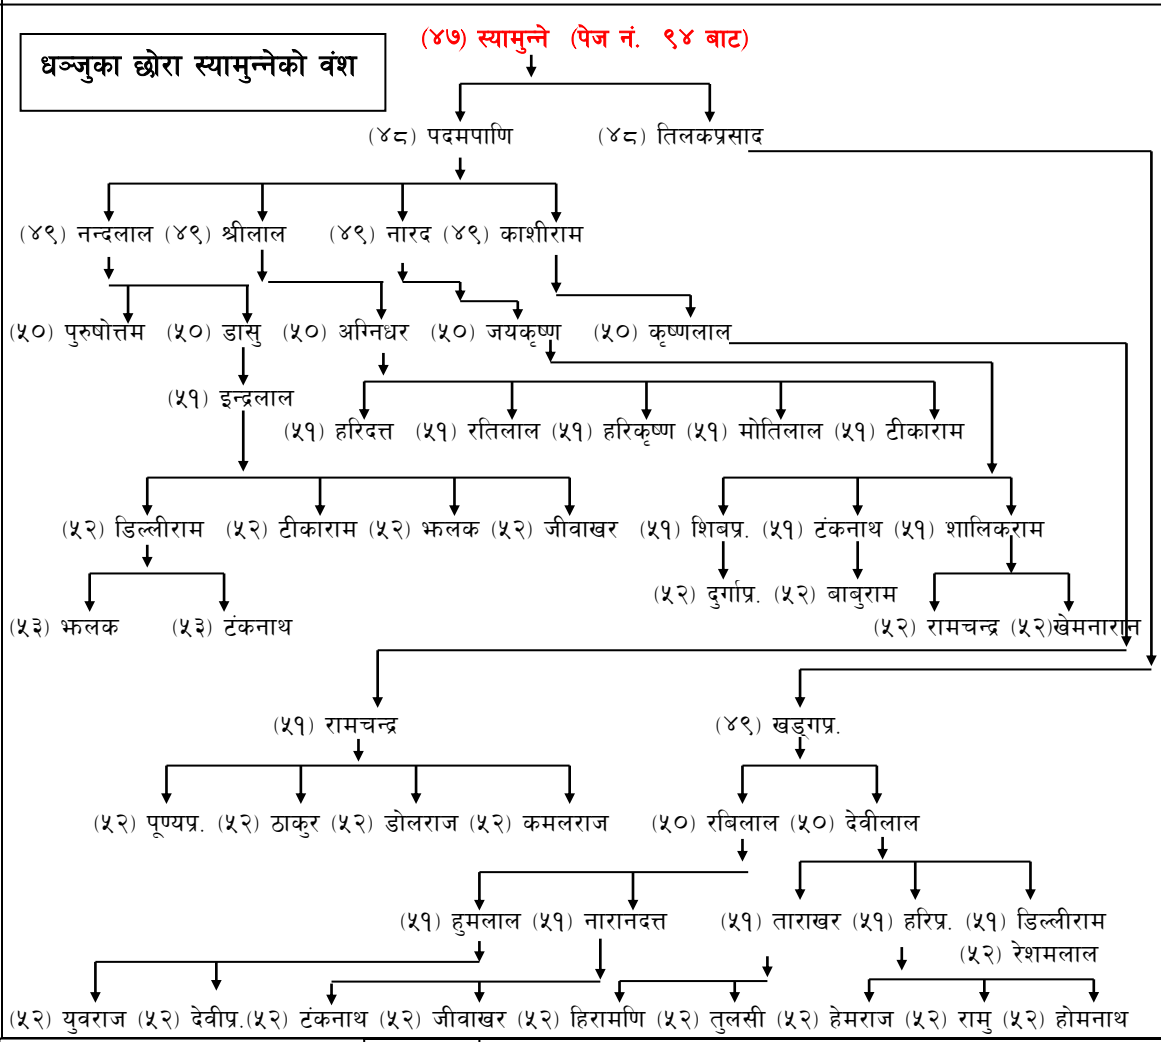 (४७) स्यामुन्ने (पेज नं. ९४ बाट)
धञ्जुका छोरा स्यामुन्नेको वंश
(४८) पदमपाणि (४८) तिलकप्रसाद
(४९) नन्दलाल (४९) श्रीलाल (४९) नारद (४९) काशीराम
(५०) पुरुषोत्तम (५०) डासु (५०) अग्निधर (५०) जयकृष्ण (५०) कृष्णलाल
(५१) इन्द्रलाल
(५१) हरिदत्त (५१) रतिलाल (५१) हरिकृष्ण (५१) मोतिलाल (५१) टीकाराम
(५२) डिल्लीराम (५२) टीकाराम (५२) झलक (५२) जीवाखर (५१) शिबप्र. (५१) टंकनाथ (५१) शालिकराम
(५२) दुर्गाप्र. (५२) बाबुराम
(५३) झलक (५३) टंकनाथ (५२) रामचन्द्र (५२)खेमनारान
(५१) रामचन्द्र (४९) खड्गप्र.
(५२) पूण्यप्र. (५२) ठाकुर (५२) डोलराज (५२) कमलराज (५०) रबिलाल (५०) देवीलाल
(५१) हुमलाल (५१) नारानदत्त (५१) ताराखर (५१) हरिप्र. (५१) डिल्लीराम
(५२) रेशमलाल
(५२) युवराज (५२) देवीप्र.(५२) टंकनाथ (५२) जीवाखर (५२) हिरामणि (५२) तुलसी (५२) हेमराज (५२) रामु (५२) होमनाथ